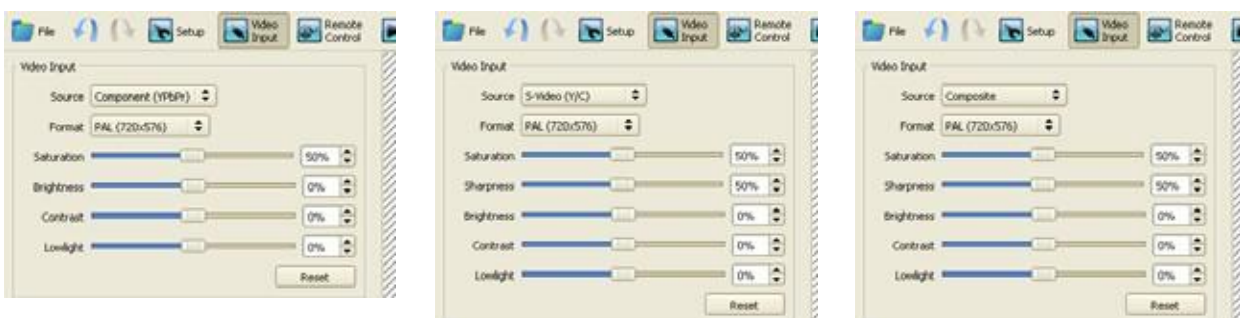 File Setup Video Input Remote Control
Video Input
Source Component (YPbPr)
Format PAL (720x576)
Saturation 50%
Brightness 0%
Contrast 0%
Lowlight 0%
Reset
File Setup Video Input Remote Control
Video Input
Source S-Video (Y/C)
Format PAL (720x576)
Saturation 50%
Sharpness 50%
Brightness 0%
Contrast 0%
Lowlight 0%
Reset
File Setup Video Input Remote Control
Video Input
Source Composite
Format PAL (720x576)
Saturation 50%
Sharpness 50%
Brightness 0%
Contrast 0%
Lowlight 0%
Reset